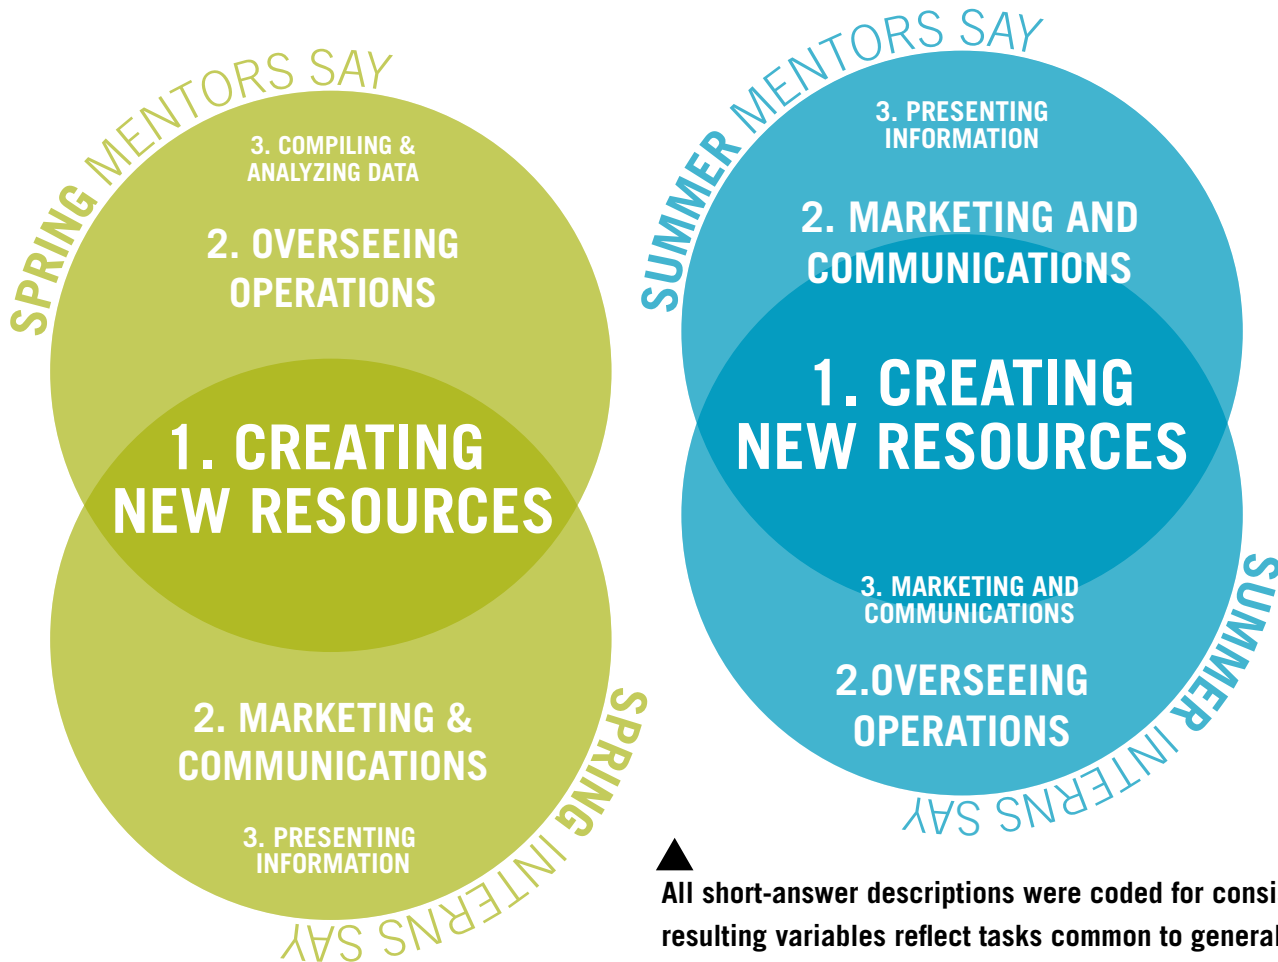 SPRING MENTORS SAY
3. COMPILING &
ANALYZING DATA
2. OVERSEEING
OPERATIONS
1. CREATING
NEW RESOURCES
2. MARKETING &
COMMUNICATIONS
3. PRESENTING
INFORMATION
SPRING INTERNS SAY
SUMMER MENTORS SAY
3. PRESENTING
INFORMATION
2. MARKETING AND
COMMUNICATIONS
1. CREATING
NEW RESOURCES
3. MARKETING AND
COMMUNICATIONS
2.OVERSEEING
OPERATIONS
SUMMER INTERNS SAY
All short-answer descriptions were coded for consi
resulting variables reflect tasks common to general